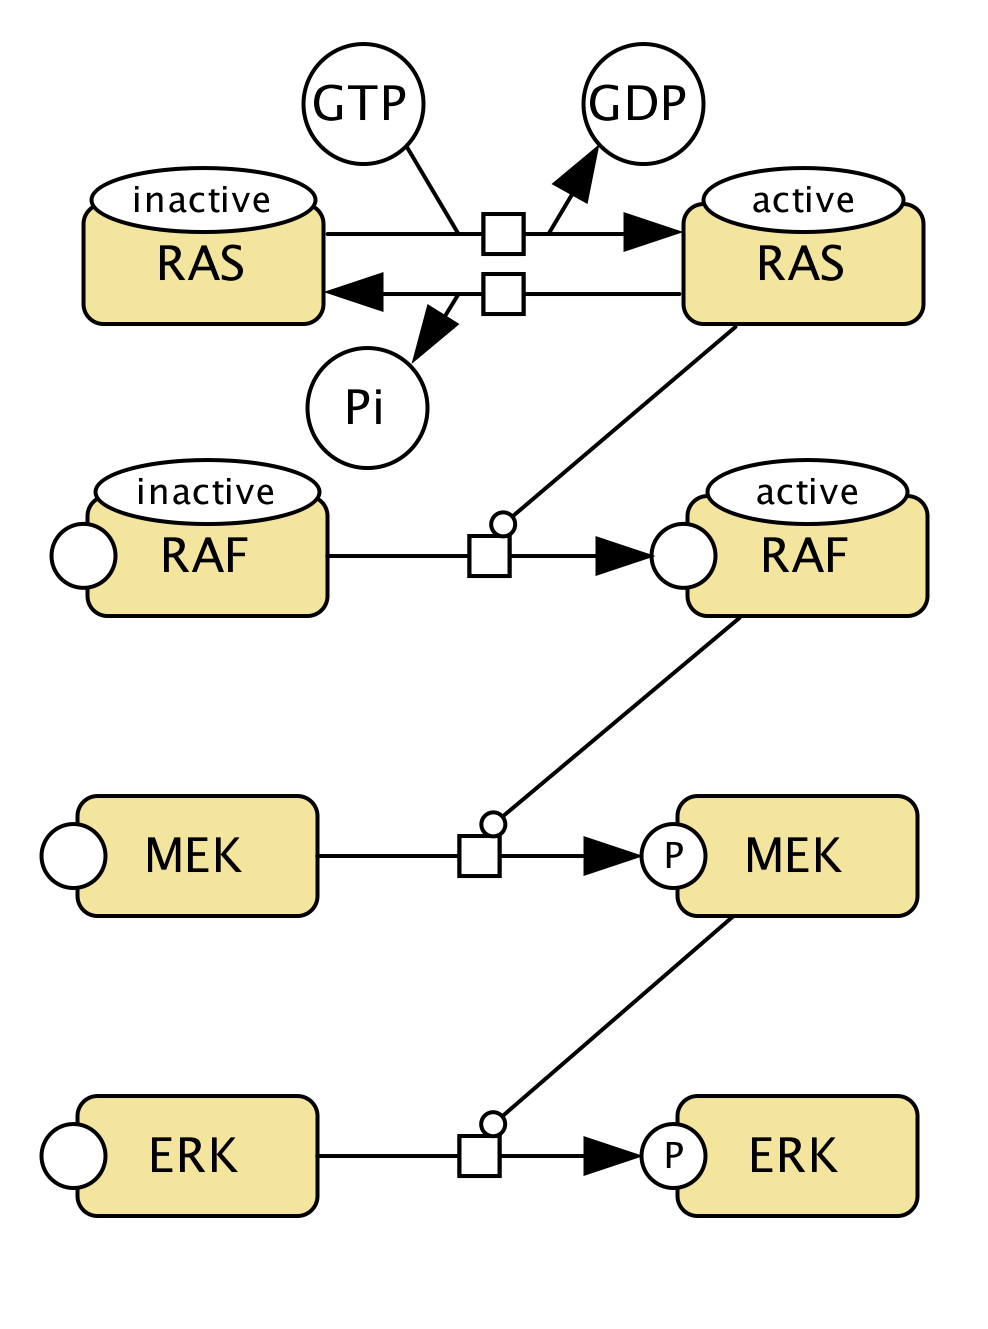 GTP
GDP
inactive
RAS
active
RAS
Pi
inactive
RAF
active
RAF
MEK
P
MEK
ERK
P
ERK